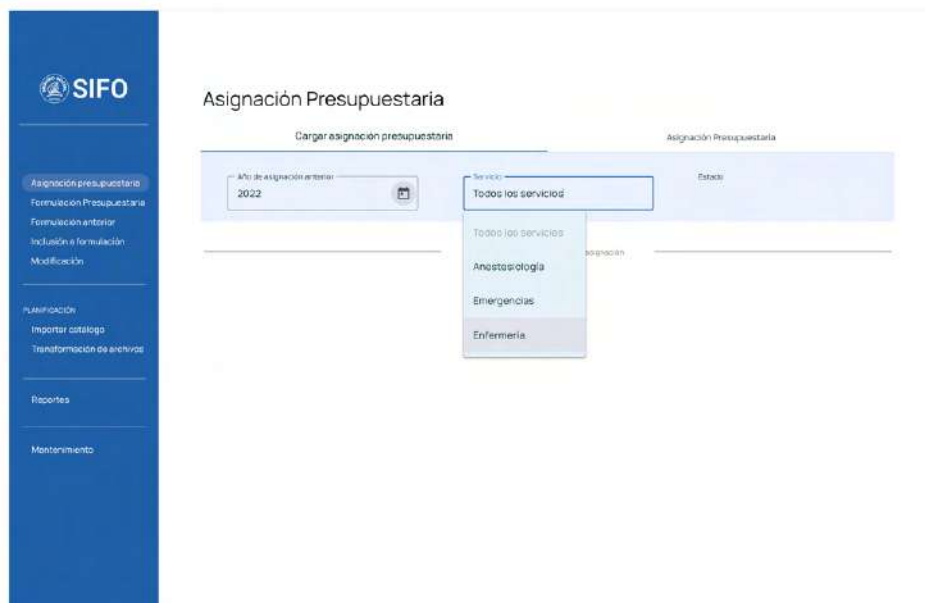 SIFO
Asignación presupuestaria
Formulación Presupuestaria
Formulación anterior
Inclusión a formulación
Modificación
PLANIFICACIÓN
Importar catálogo
Transformación de archivos
Reportes
Mantenimiento
Asignación Presupuestaria
Cargar asignación presupuestaria
Asignación Presupuestaria
Año de asignación anterior
2022
Servicio
Todos los servicios
Estado
Todos los servicios
asignación
Anestesiología
Emergencias
Enfermería